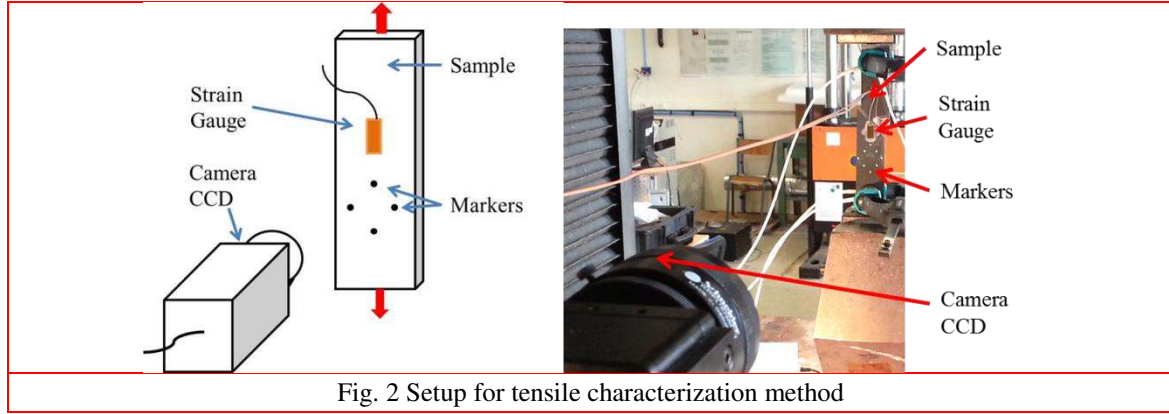 Sample
Strain
Gauge
Camera
CCD
Markers
Sample
Strain
Gauge
Markers
Camera
CCD
Fig. 2 Setup for tensile characterization method